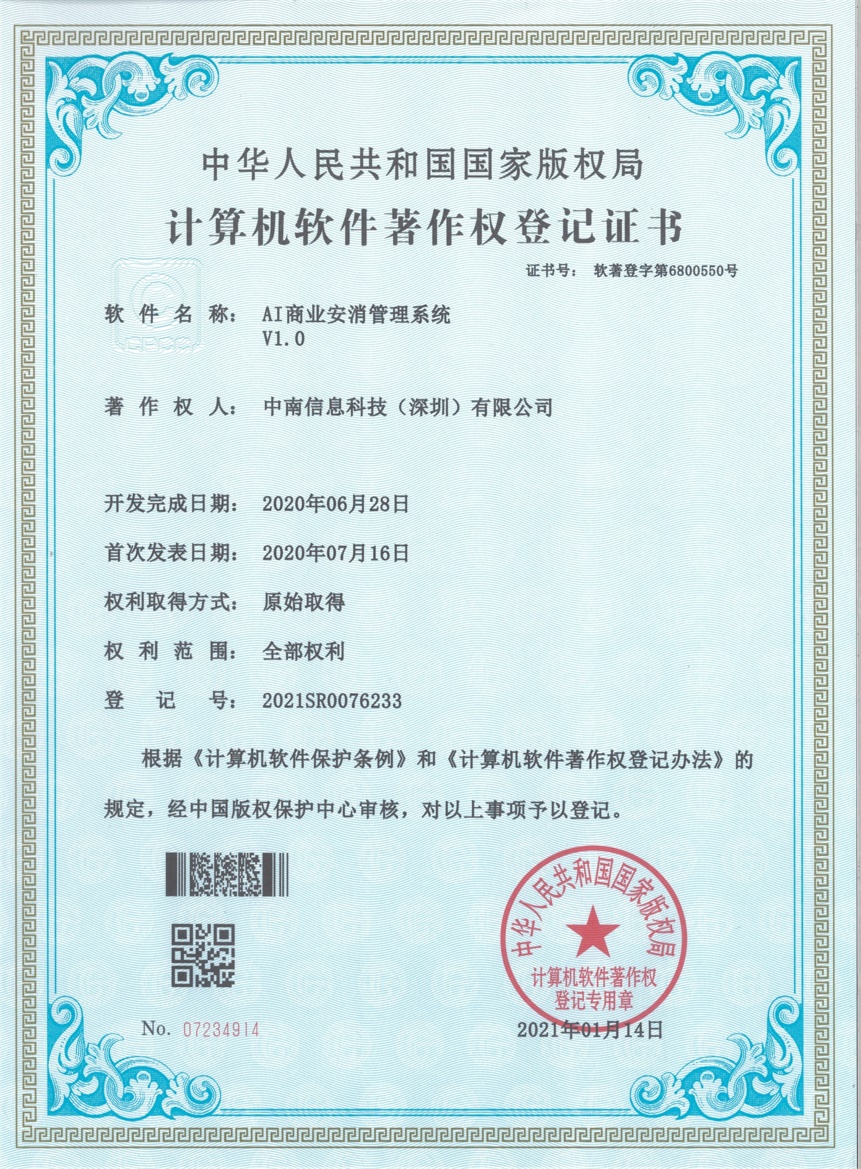 中华人民共和国国家版权局
计算机软件著作权登记证书
证书号： 软著登字第6800550号
软件名称： AI商业安消管理系统
V1.0
著作权人： 中南信息科技（深圳）有限公司
开发完成日期： 2020年06月28日
首次发表日期： 2020年07月16日
权利取得方式： 原始取得
权利范围： 全部权利
登记号： 2021SR0076233
根据《计算机软件保护条例》和《计算机软件著作权登记办法》的
规定，经中国版权保护中心审核，对以上事项予以登记。
中华人民共和国国家版权局
计算机软件著作权
登记专用章
No. 07234914
2021年01月14日